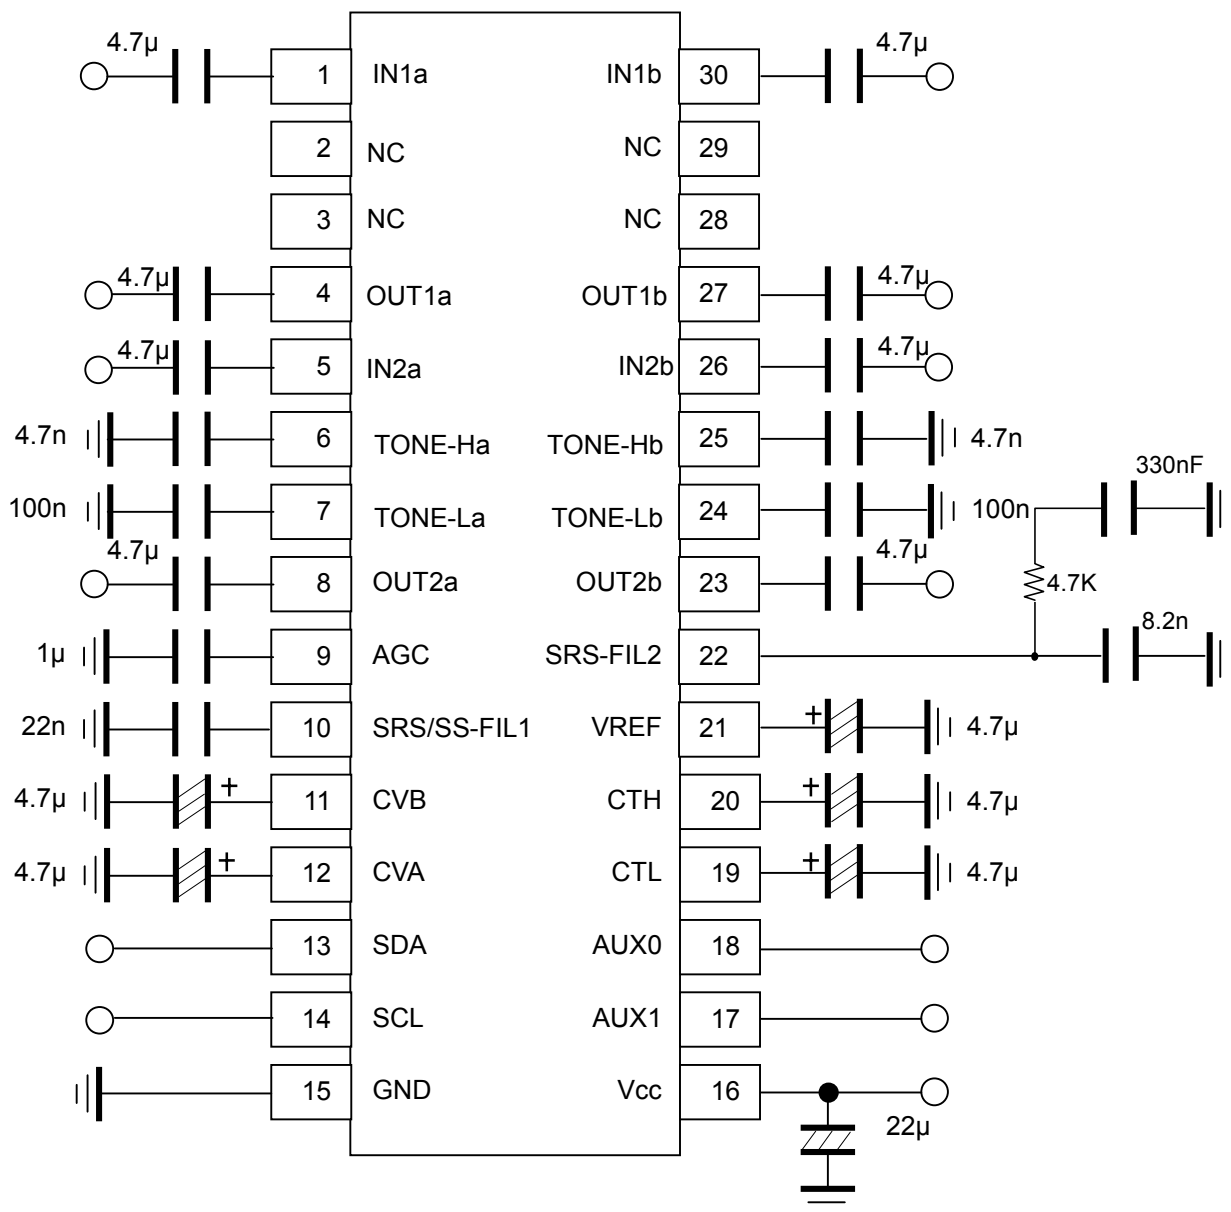 4.7µ 1 IN1a IN1b 30 4.7µ
2 NC NC 29
3 NC NC 28
4.7µ 4 OUT1a OUT1b 27 4.7µ
4.7µ 5 IN2a IN2b 26 4.7µ
4.7n 6 TONE-Ha TONE-Hb 25 4.7n
330nF
100n 7 TONE-La TONE-Lb 24 100n
4.7µ 8 OUT2a OUT2b 23 4.7µ
4.7K
8.2n
1µ 9 AGC SRS-FIL2 22
22n 10 SRS/SS-FIL1 VREF 21 + 4.7µ
4.7µ + 11 CVB CTH 20 + 4.7µ
4.7µ + 12 CVA CTL 19 + 4.7µ
13 SDA AUX0 18
14 SCL AUX1 17
15 GND Vcc 16
22µ